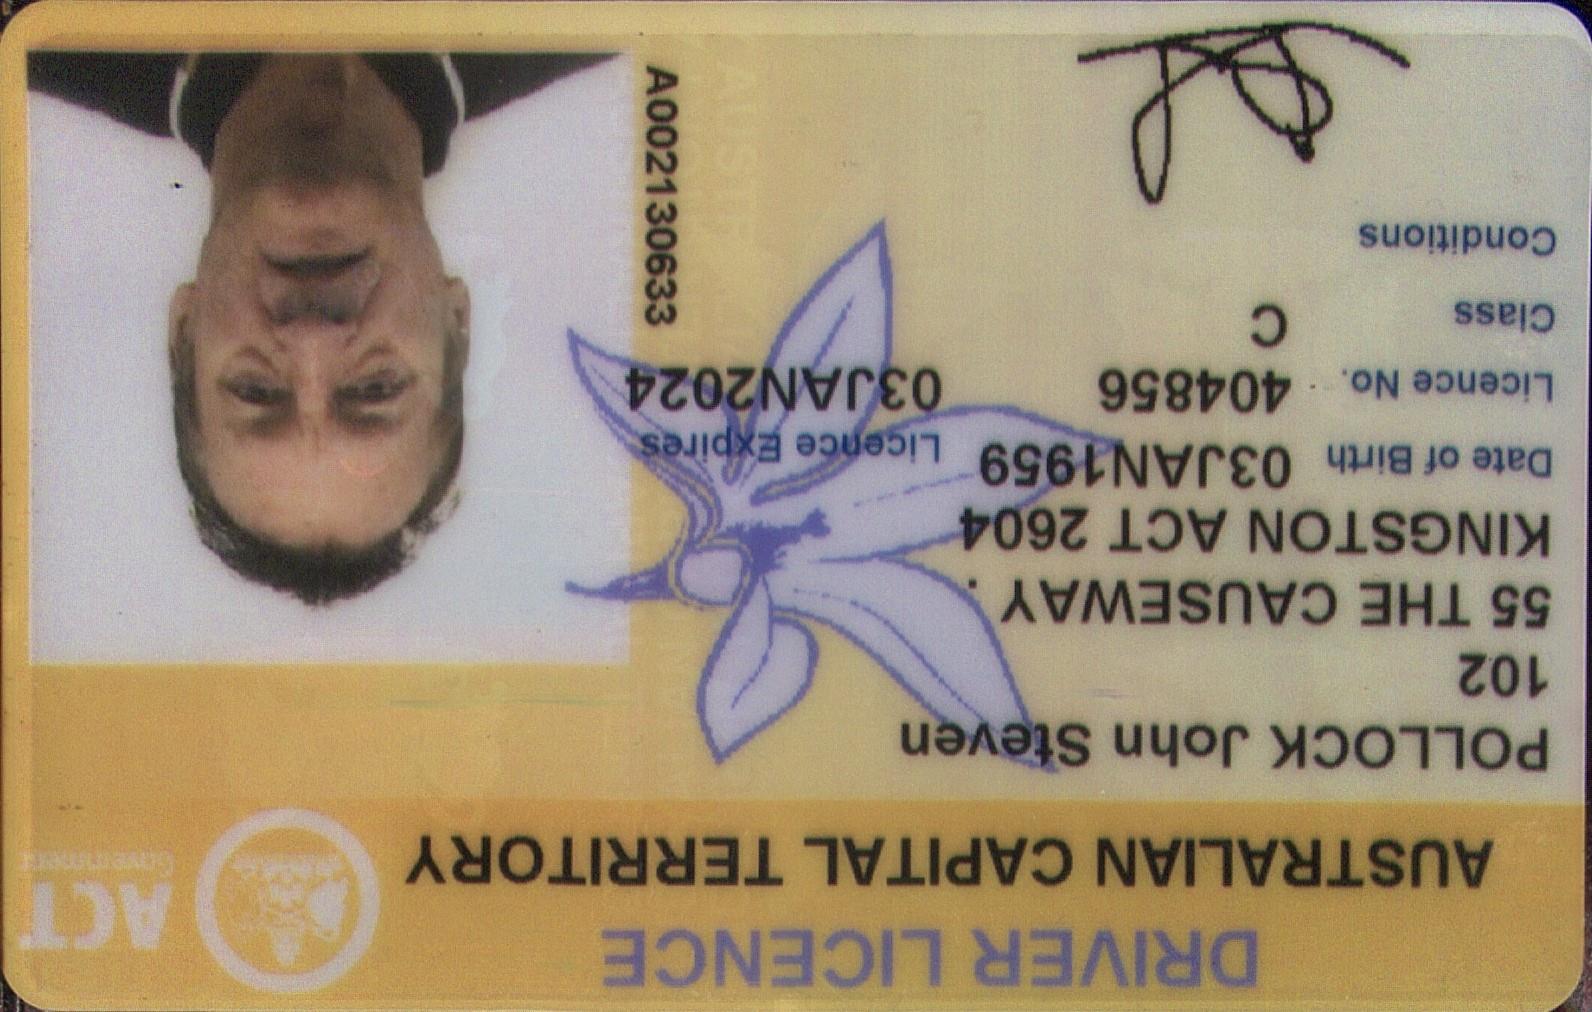 DRIVER LICENCE
AUSTRALIAN CAPITAL TERRITORY
ACT
Government
POLLOCK John Steven
102
55 THE CAUSEWAY .
KINGSTON ACT 2604
Date of Birth 03JAN1959
Licence Expires
Licence No. 404856
03JAN2024
Class C
Conditions
A002130633